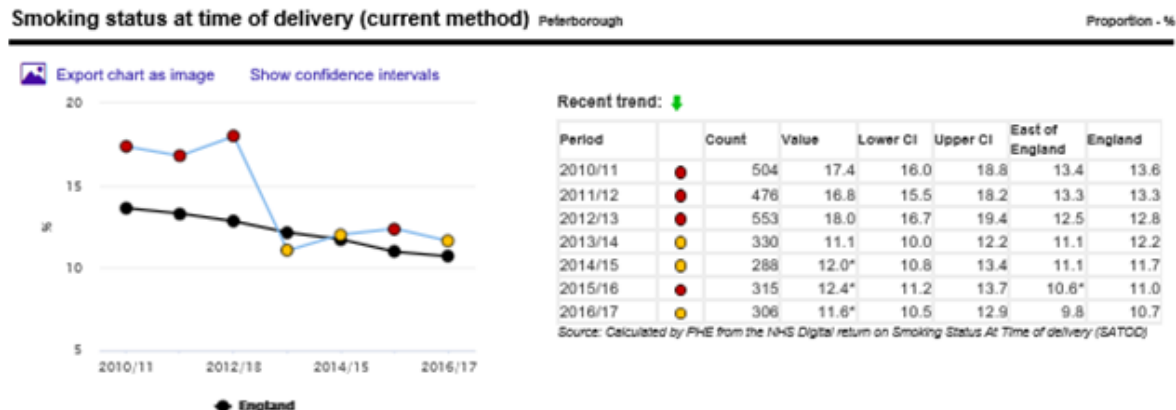 Smoking status at time of delivery (current method) Peterborough Proportion - %
Export chart as image Show confidence intervals
20
15
%
10
5
2010/11 2012/18 2014/15 2016/17
England
Recent trend:
Period Count Value Lower CI Upper CI East of England England
2010/11 504 17.4 16.0 18.8 13.4 13.6
2011/12 476 16.8 15.5 18.2 13.3 13.3
2012/13 553 18.0 16.7 19.4 12.5 12.8
2013/14 330 11.1 10.0 12.2 11.1 12.2
2014/15 288 12.0* 10.8 13.4 11.1 11.7
2015/16 315 12.4* 11.2 13.7 10.6* 11.0
2016/17 306 11.6* 10.5 12.9 9.8 10.7
Source: Calculated by PHE from the NHS Digital return on Smoking Status At Time of delivery (SATOD)